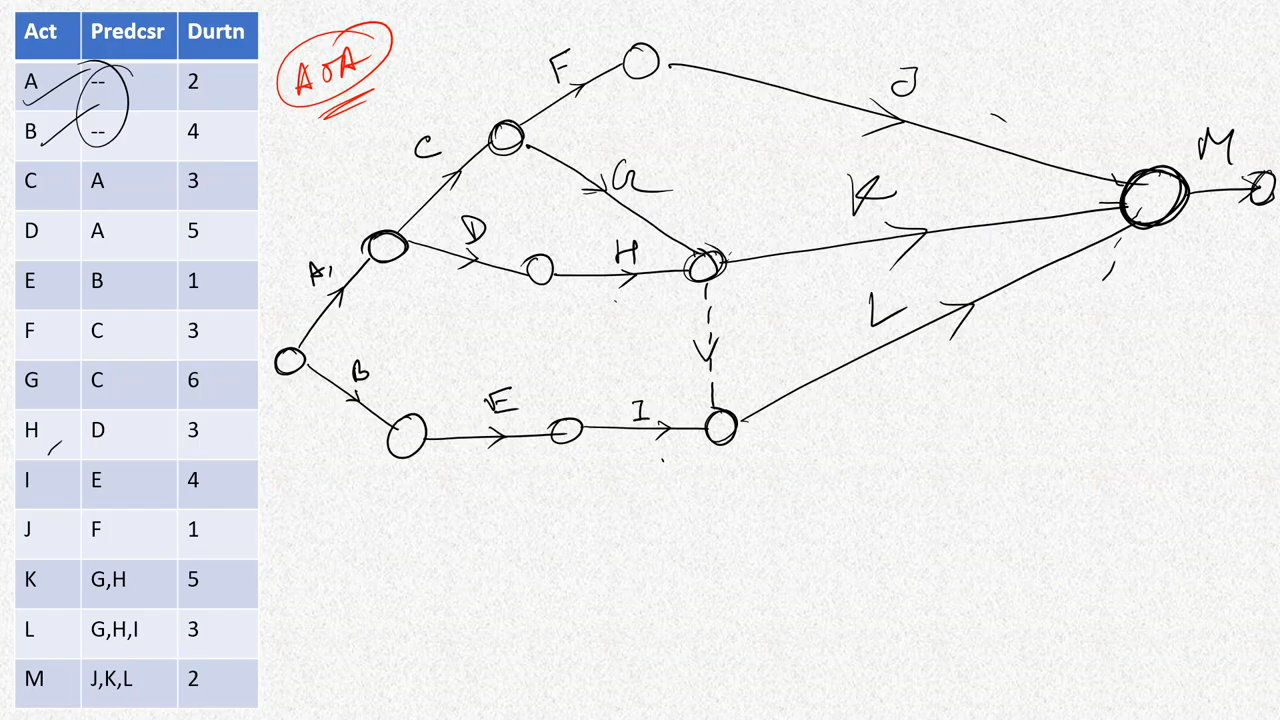 Act Predcsr Durtn
A -- 2
B -- 4
C A 3
D A 5
E B 1
F C 3
G C 6
H D 3
I E 4
J F 1
K G,H 5
L G,H,I 3
M J,K,L 2
AOA
F
J
C
G
M
K
D
H
A
L
B
E
I